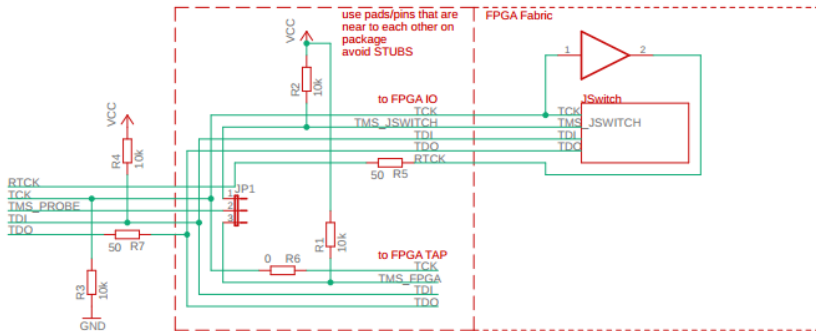 use pads/pins that are
near to each other on
package
avoid STUBS
FPGA Fabric
VCC
1
2
R2
10k
to FPGA IO
JSwitch
TCK
TCK
TMS_JSWITCH
TMS_JSWITCH
TDI
TDI
TDO
TDO
VCC
R4
10k
RTCK
50
R5
RTCK
TCK
TMS_PROBE
TDI
TDO
JP1
1
2
3
50
R7
R1
10k
to FPGA TAP
0
R6
TCK
TMS_FPGA
TDI
TDO
R3
10k
GND